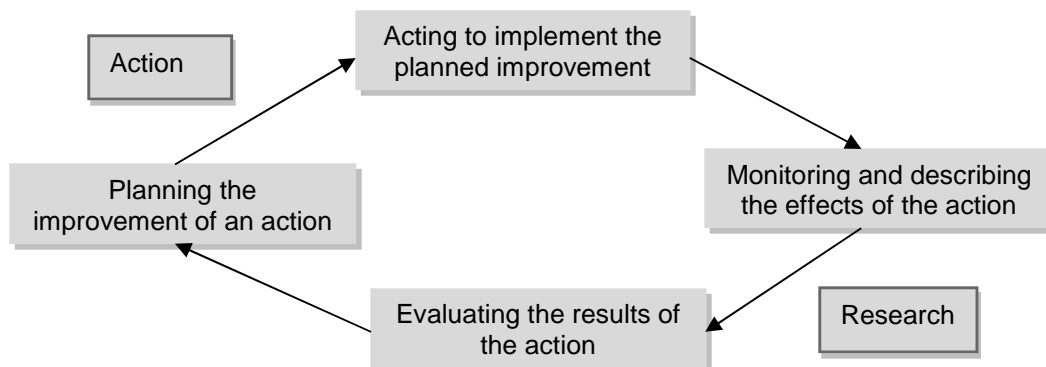 Acting to implement the
planned improvement
Action
Planning the
improvement of an action
Monitoring and describing
the effects of the action
Evaluating the results of
the action
Research